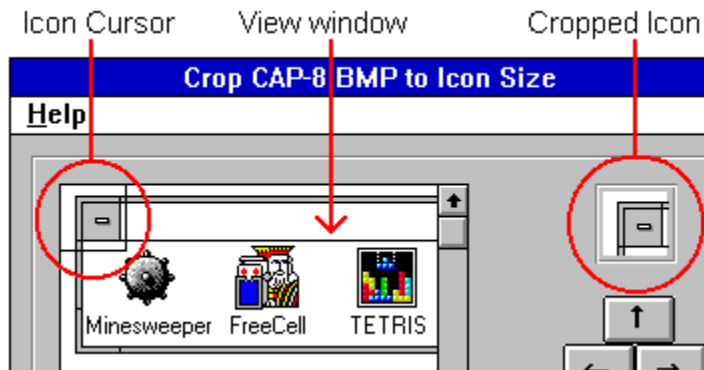 Icon Cursor View window Cropped Icon
Crop CAP-8 BMP to Icon Size
Help
Minesweeper FreeCell TETRIS